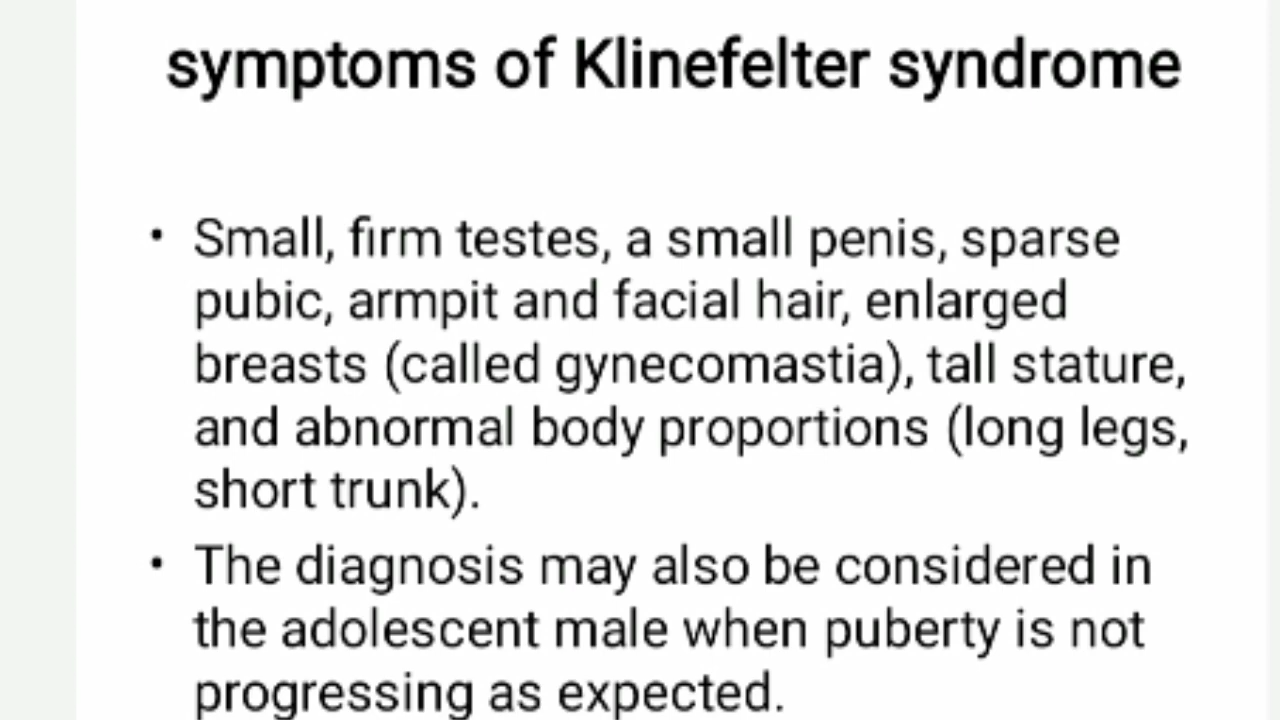 symptoms of Klinefelter syndrome
• Small, firm testes, a small penis, sparse
pubic, armpit and facial hair, enlarged
breasts (called gynecomastia), tall stature,
and abnormal body proportions (long legs,
short trunk).
• The diagnosis may also be considered in
the adolescent male when puberty is not
progressing as expected.